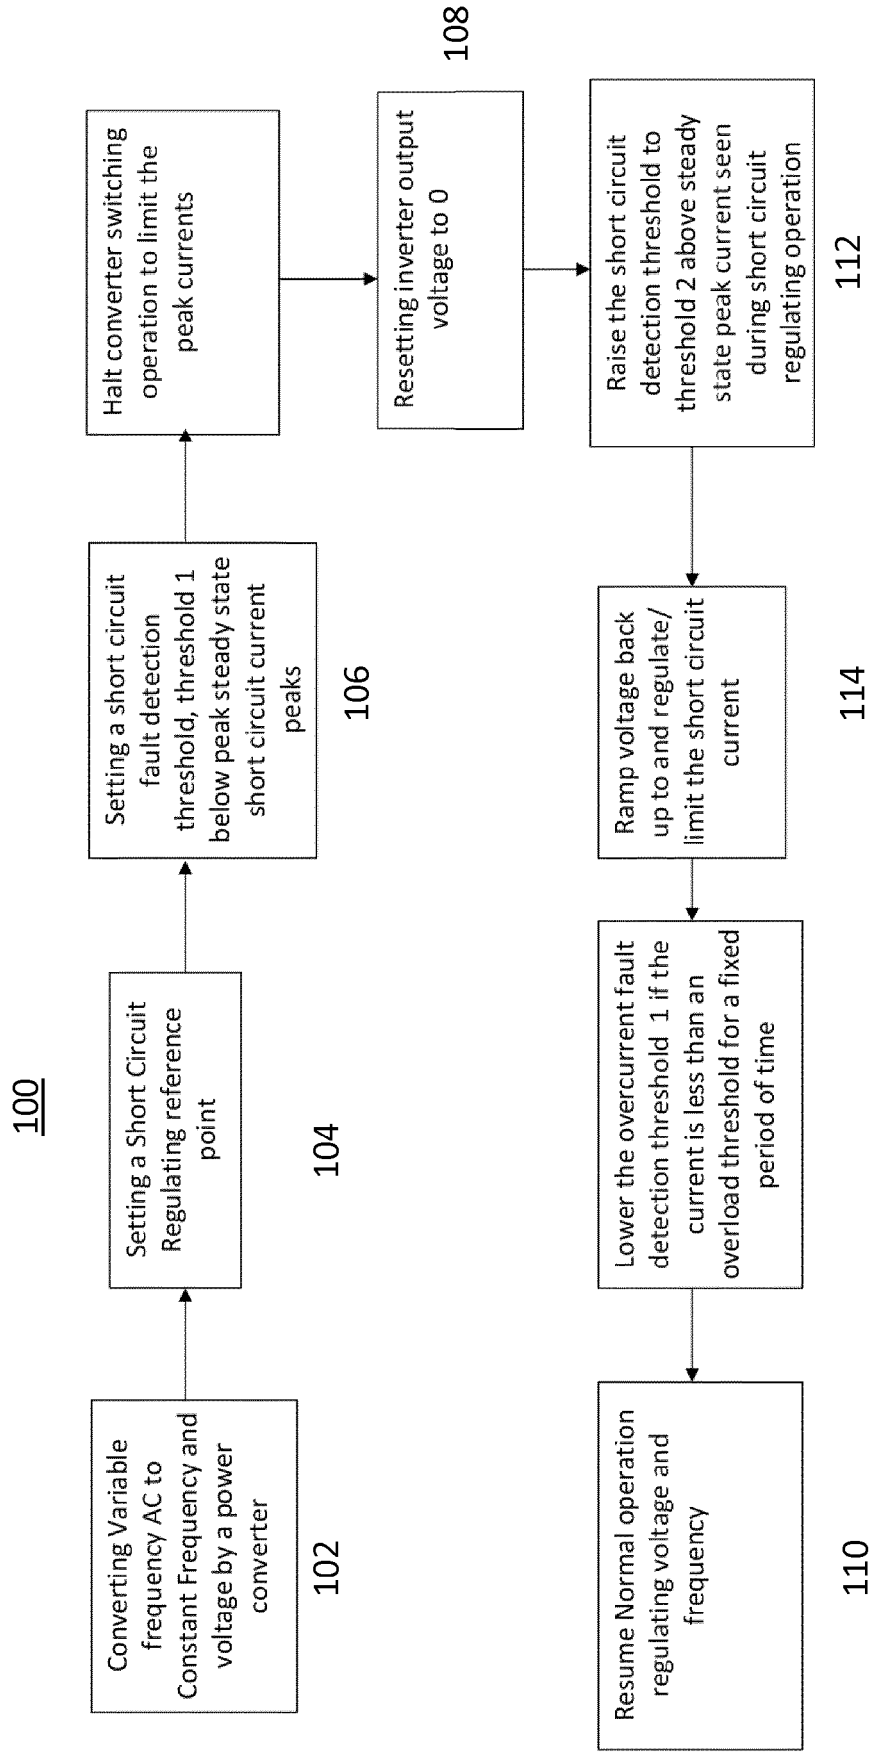 100
Converting Variable
frequency AC to
Constant Frequency and
voltage by a power
converter
102
Setting a Short Circuit
Regulating reference
point
104
Setting a short circuit
fault detection
threshold, threshold 1
below peak steady state
short circuit current
peaks
106
Halt converter switching
operation to limit the
peak currents
Resetting inverter output
voltage to 0
108
Raise the short circuit
detection threshold to
threshold 2 above steady
state peak current seen
during short circuit
regulating operation
112
Ramp voltage back
up to and regulate/
limit the short circuit
current
114
Lower the overcurrent fault
detection threshold 1 if the
current is less than an
overload threshold for a fixed
period of time
Resume Normal operation
regulating voltage and
frequency
110